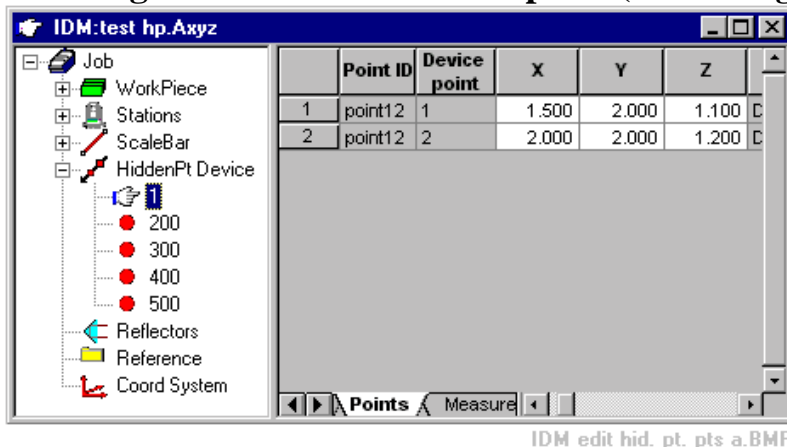 IDM:test hp.Axyz
Job
WorkPiece
Stations
ScaleBar
HiddenPt Device
1
200
300
400
500
Reflectors
Reference
Coord System
Point ID Device point X Y Z
1 point12 1 1.500 2.000 1.100 D
2 point12 2 2.000 2.000 1.200 D
Points Measure
IDM edit hid. pt. pts a.BMP